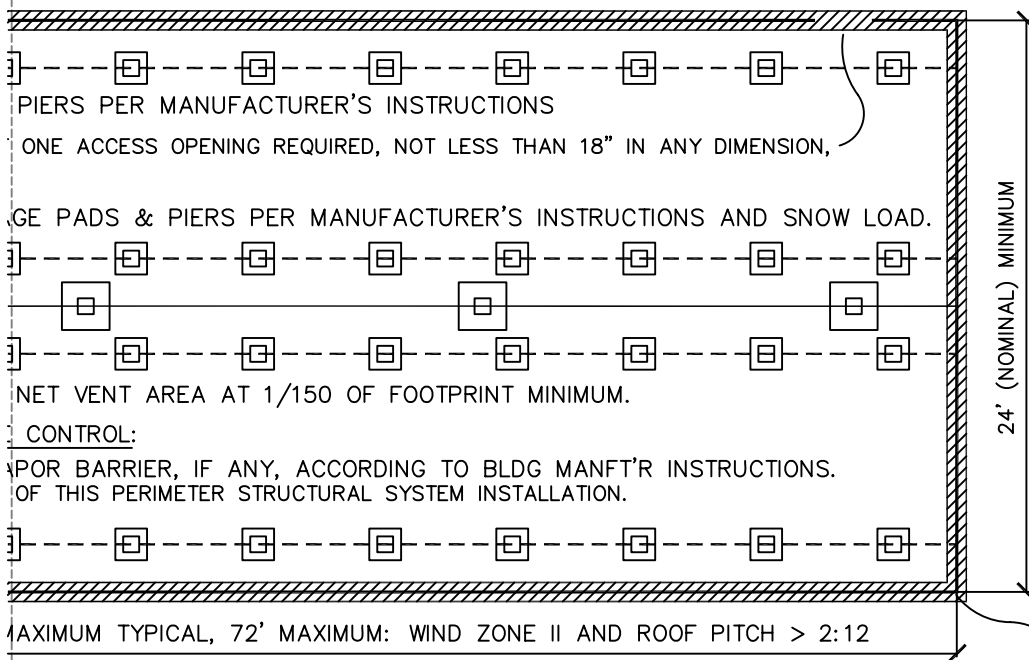 PIERS PER MANUFACTURER'S INSTRUCTIONS
ONE ACCESS OPENING REQUIRED, NOT LESS THAN 18" IN ANY DIMENSION,
PADS & PIERS PER MANUFACTURER'S INSTRUCTIONS AND SNOW LOAD.
NET VENT AREA AT 1/150 OF FOOTPRINT MINIMUM.
CONTROL:
BARRIER, IF ANY, ACCORDING TO BLDG MANFT'R INSTRUCTIONS.
OF THIS PERIMETER STRUCTURAL SYSTEM INSTALLATION.
MAXIMUM TYPICAL, 72' MAXIMUM: WIND ZONE II AND ROOF PITCH > 2:12
24' (NOMINAL) MINIMUM